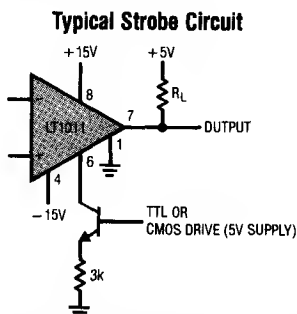 Typical Strobe Circuit
+15V
+5V
RL
8
-
LT1011
7
DUTPUT
+
1
6
4
-15V
TTL OR
CMOS DRIVE (5V SUPPLY)
3k